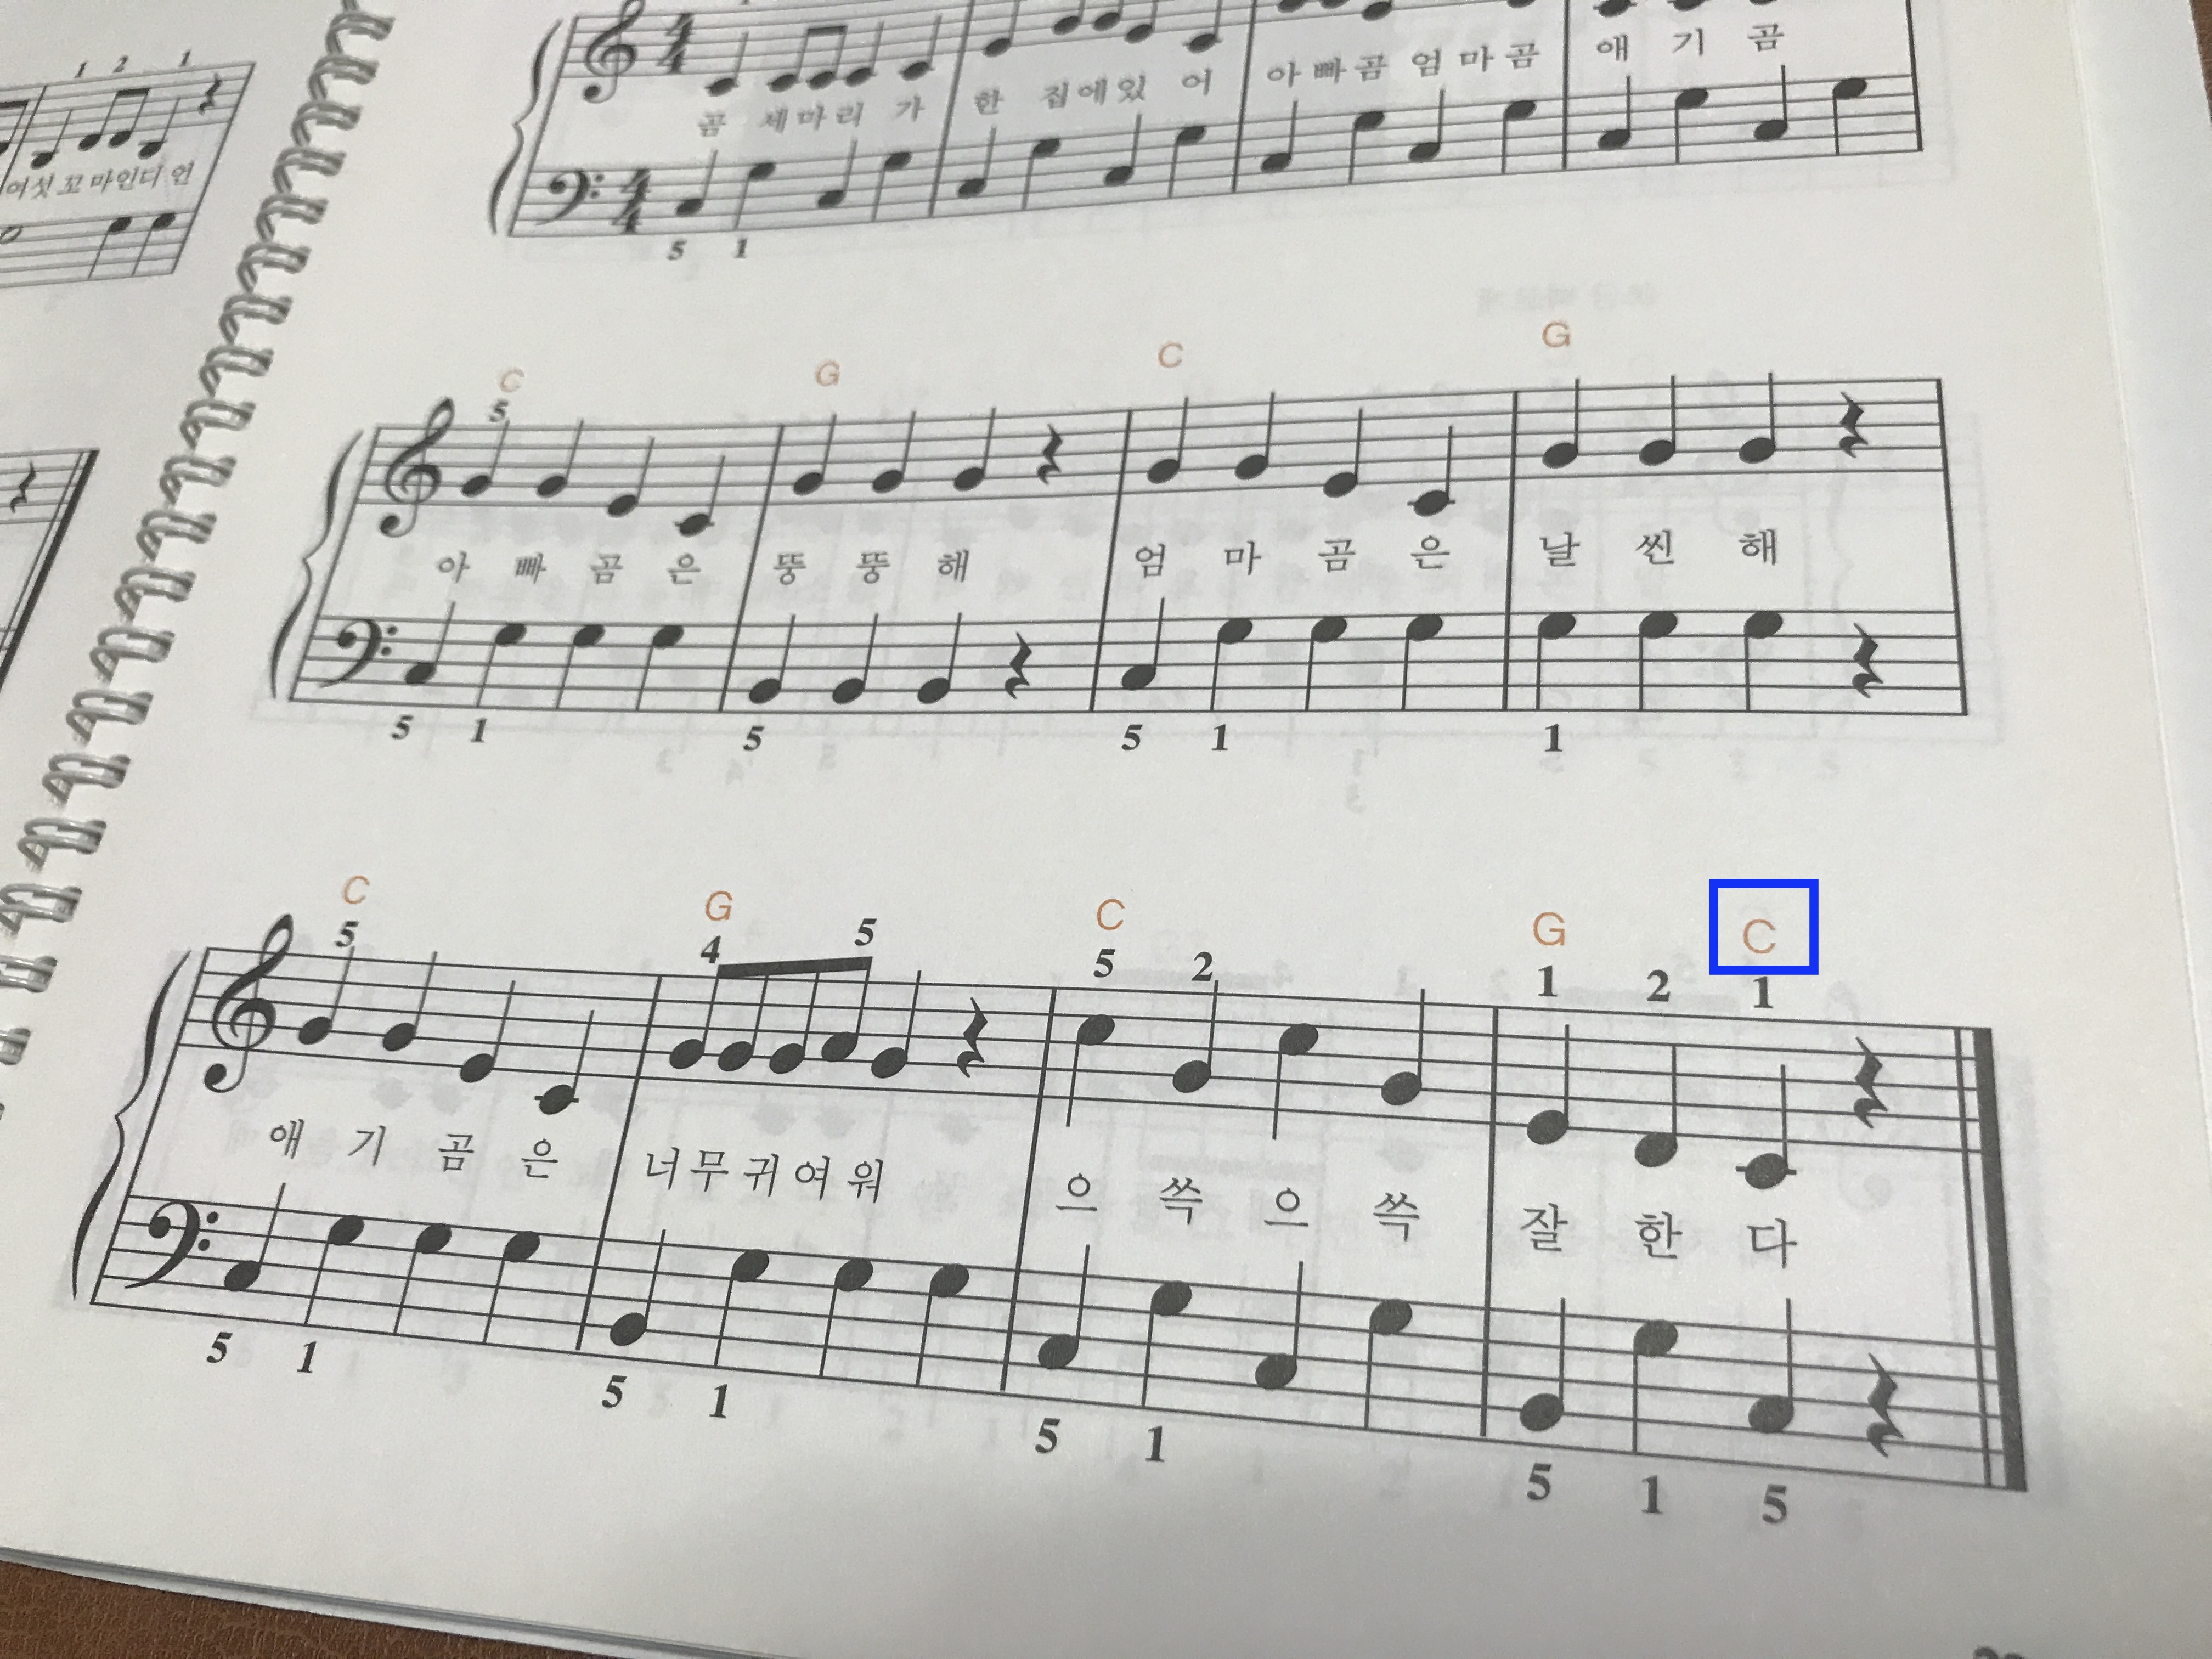 1 2 1
여섯 꼬 마인디 언
4 4
곰 세 마 리 가 한 집 에 있 어 아 빠 곰 엄 마 곰 애 기 곰
4 4
5 1
C G C G
5
아 빠 곰 은 뚱 뚱 해 엄 마 곰 은 날 씬 해
5 1 5 5 1 1
C G C G C
5 4 5 5 2 1 2 1
애 기 곰 은 너 무 귀 여 워 으 쓱 으 쓱 잘 한 다
5 1 5 1 5 1 5 1 5